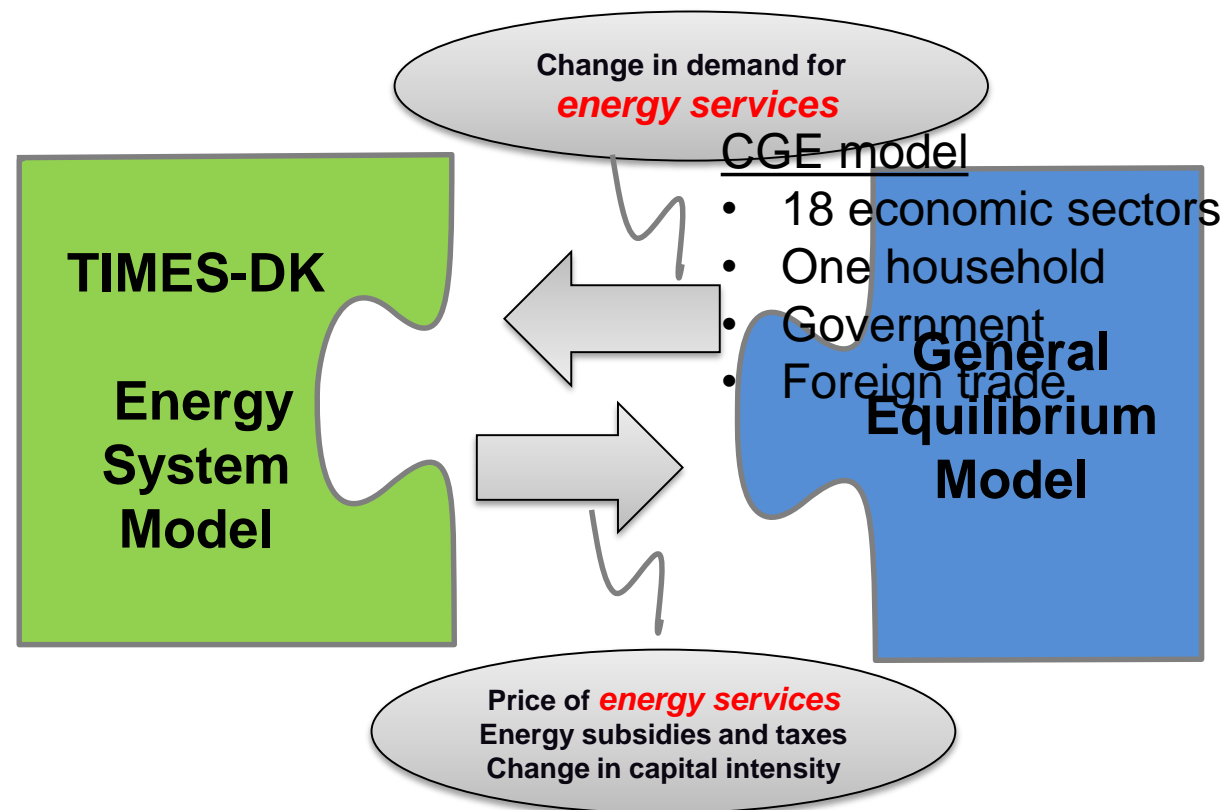 Change in demand for
energy services
CGE model
• 18 economic sectors
• One household
• Government
• Foreign trade
TIMES-DK
Energy
System
Model
General
Equilibrium
Model
Price of energy services
Energy subsidies and taxes
Change in capital intensity